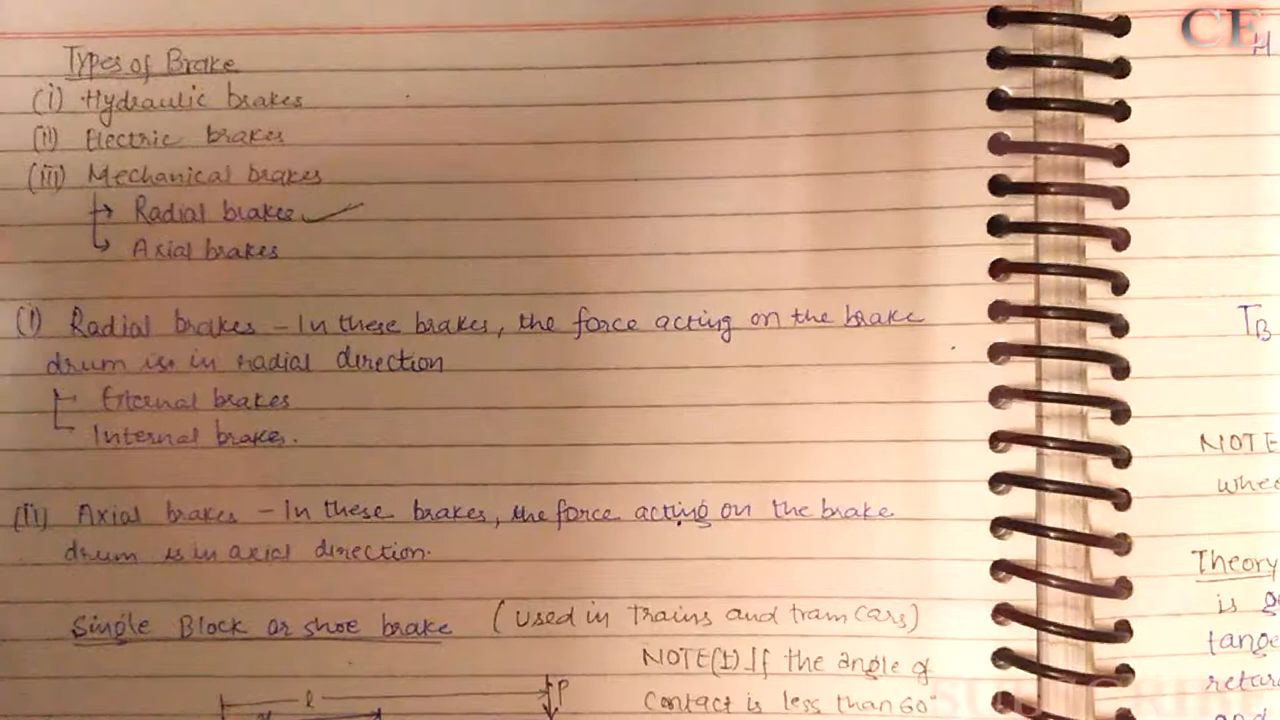 Types of Brake
(i) Hydraulic brakes
(ii) Electric brakes
(iii) Mechanical brakes
→ Radial brakes ✓
→ Axial brakes
(i) Radial brakes – In these brakes, the force acting on the brake
drum is in radial direction
External brakes
Internal brakes.
(ii) Axial brakes – In these brakes, the force acting on the brake
drum is in axial direction.
Single Block or shoe brake (used in trains and tram cars)
NOTE(1) If the angle of
contact is less than 60°
l
P
CE
H
TB
NOTE
Theory
is
tange
retar
and